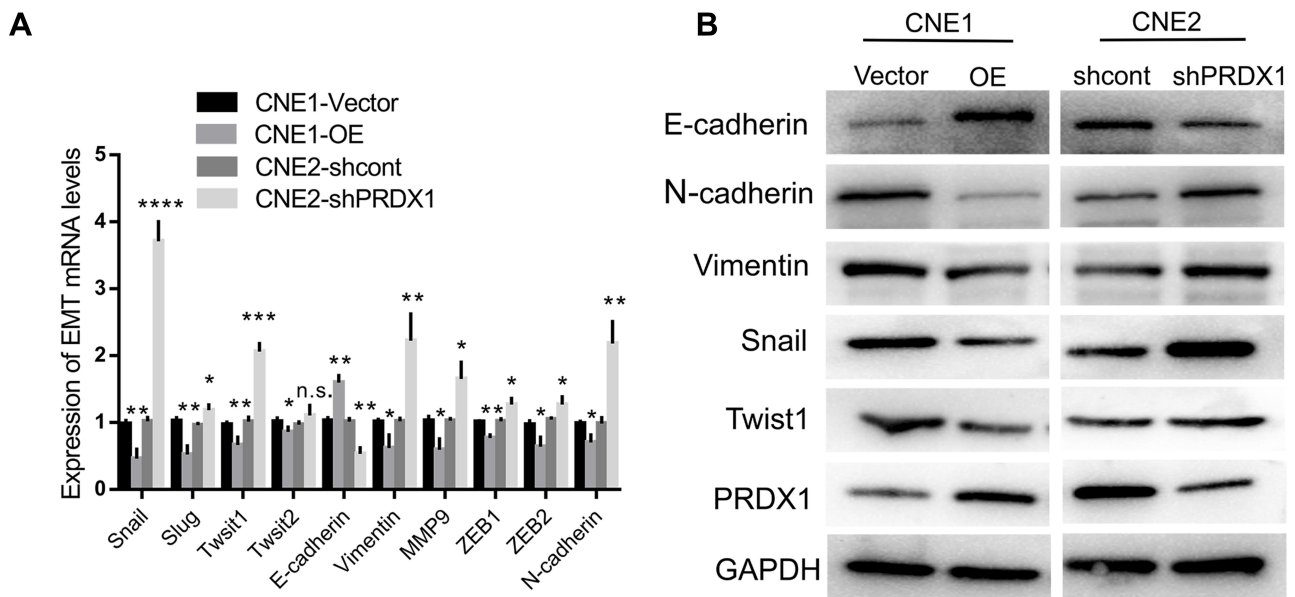 A
CNE1-Vector
CNE1-OE
CNE2-shcont
CNE2-shPRDX1
Expression of EMT mRNA levels
5
4
3
2
1
0
** **** ** * ** *** * n.s. ** ** * ** * * ** * * * * **
Snail
Slug
Twsit1
Twsit2
E-cadherin
Vimentin
MMP9
ZEB1
ZEB2
N-cadherin
B
CNE1 CNE2
Vector OE shcont shPRDX1
E-cadherin
N-cadherin
Vimentin
Snail
Twist1
PRDX1
GAPDH